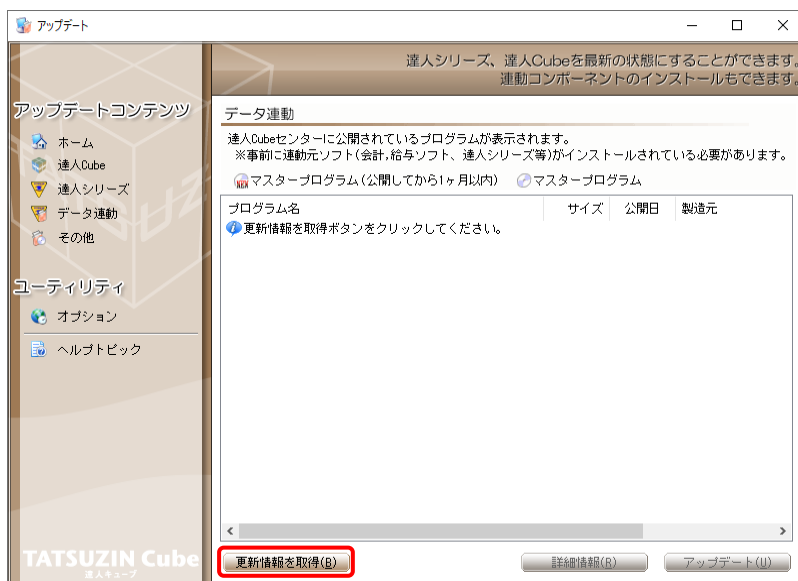 アップデート
達人シリーズ、達人Cubeを最新の状態にすることができます。
連動コンポーネントのインストールもできます。
アップデートコンテンツ
ホーム
達人Cube
達人シリーズ
データ連動
その他
ユーティリティ
オプション
ヘルプトピック
TATSUZIN Cube
達人キューブ
データ連動
達人Cubeセンターに公開されているプログラムが表示されます。
※事前に連動元ソフト(会計,給与ソフト、達人シリーズ等)がインストールされている必要があります。
NEW マスタープログラム(公開してから1ヶ月以内) マスタープログラム
プログラム名 サイズ 公開日 製造元
更新情報を取得ボタンをクリックしてください。
更新情報を取得(B) 詳細情報(R) アップデート(U)